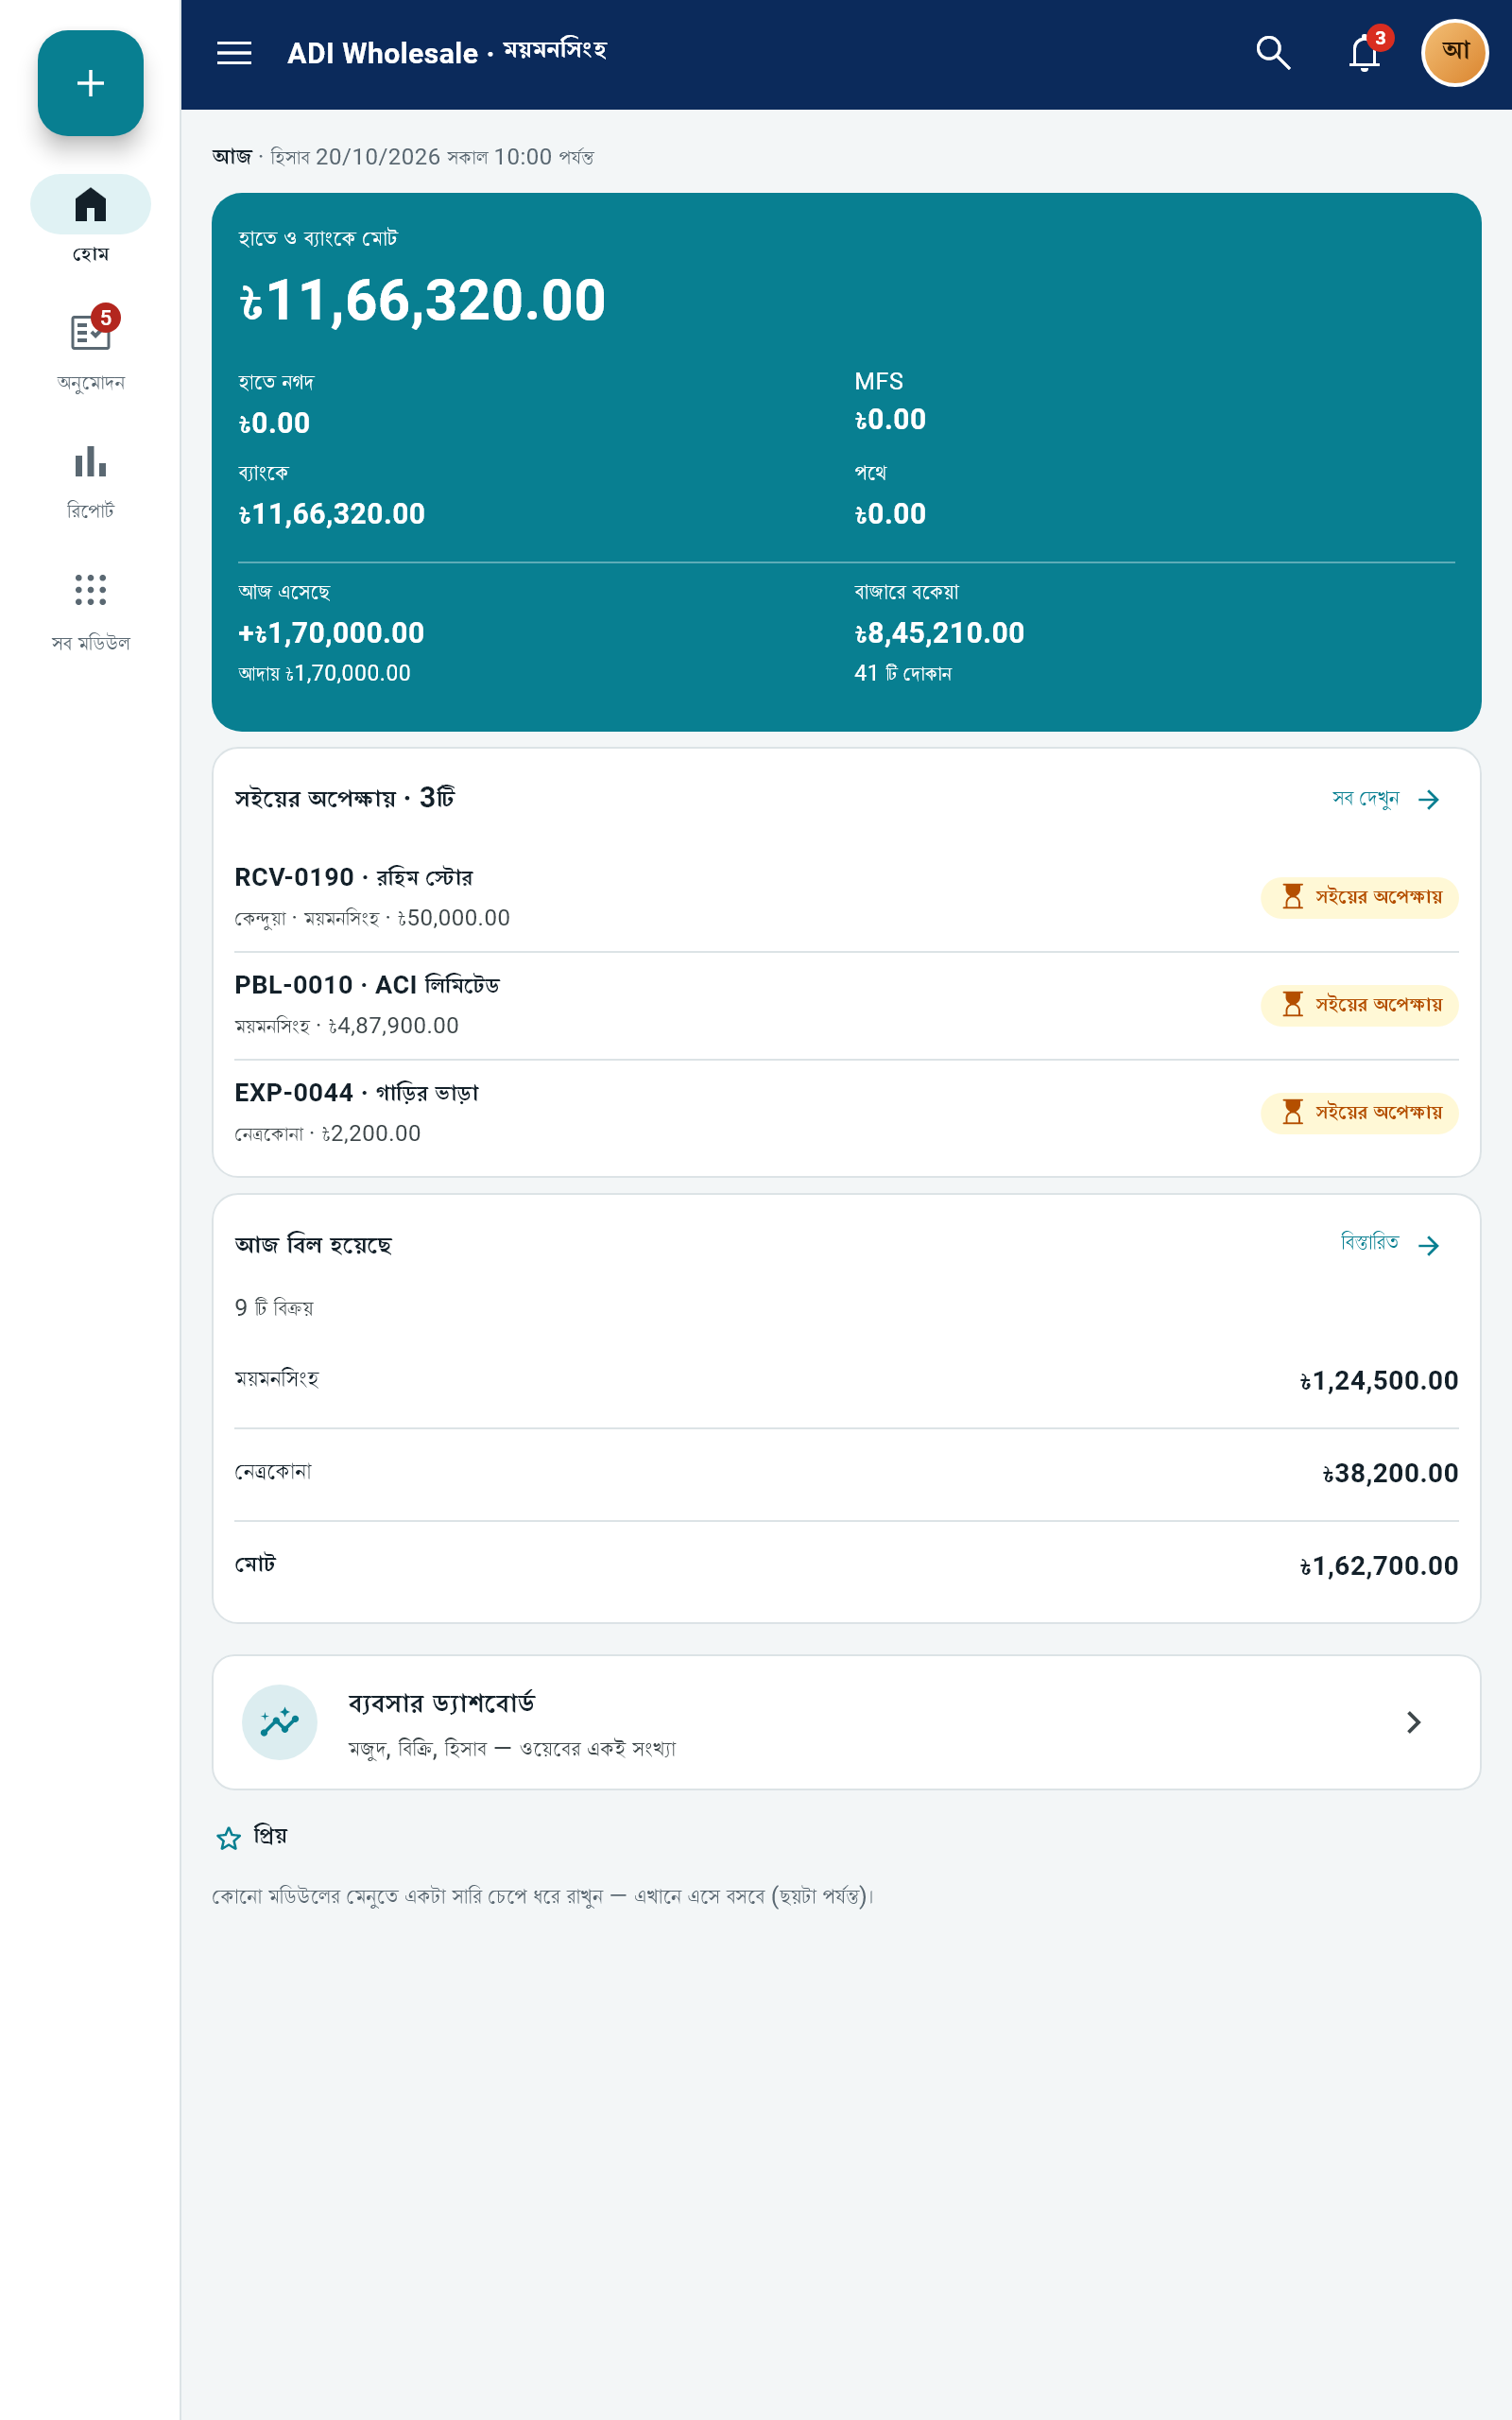 ADI Wholesale · ময়মনসিংহ
3
আ
+
হোম
5
অনুমোদন
রিপোর্ট
সব মডিউল
আজ · হিসাব 20/10/2026 সকাল 10:00 পর্যন্ত
হাতে ও ব্যাংকে মোট
৳11,66,320.00
হাতে নগদ
৳0.00
MFS
৳0.00
ব্যাংকে
৳11,66,320.00
পথে
৳0.00
আজ এসেছে
+৳1,70,000.00
আদায় ৳1,70,000.00
বাজারে বকেয়া
৳8,45,210.00
41 টি দোকান
সইয়ের অপেক্ষায় · 3টি
সব দেখুন
RCV-0190 · রহিম স্টোর
কেন্দুয়া · ময়মনসিংহ · ৳50,000.00
সইয়ের অপেক্ষায়
PBL-0010 · ACI লিমিটেড
ময়মনসিংহ · ৳4,87,900.00
সইয়ের অপেক্ষায়
EXP-0044 · গাড়ির ভাড়া
নেত্রকোনা · ৳2,200.00
সইয়ের অপেক্ষায়
আজ বিল হয়েছে
বিস্তারিত
9 টি বিক্রয়
ময়মনসিংহ ৳1,24,500.00
নেত্রকোনা ৳38,200.00
মোট ৳1,62,700.00
ব্যবসার ড্যাশবোর্ড
মজুদ, বিক্রি, হিসাব — ওয়েবের একই সংখ্যা
প্রিয়
কোনো মডিউলের মেনুতে একটা সারি চেপে ধরে রাখুন — এখানে এসে বসবে (ছয়টা পর্যন্ত)।